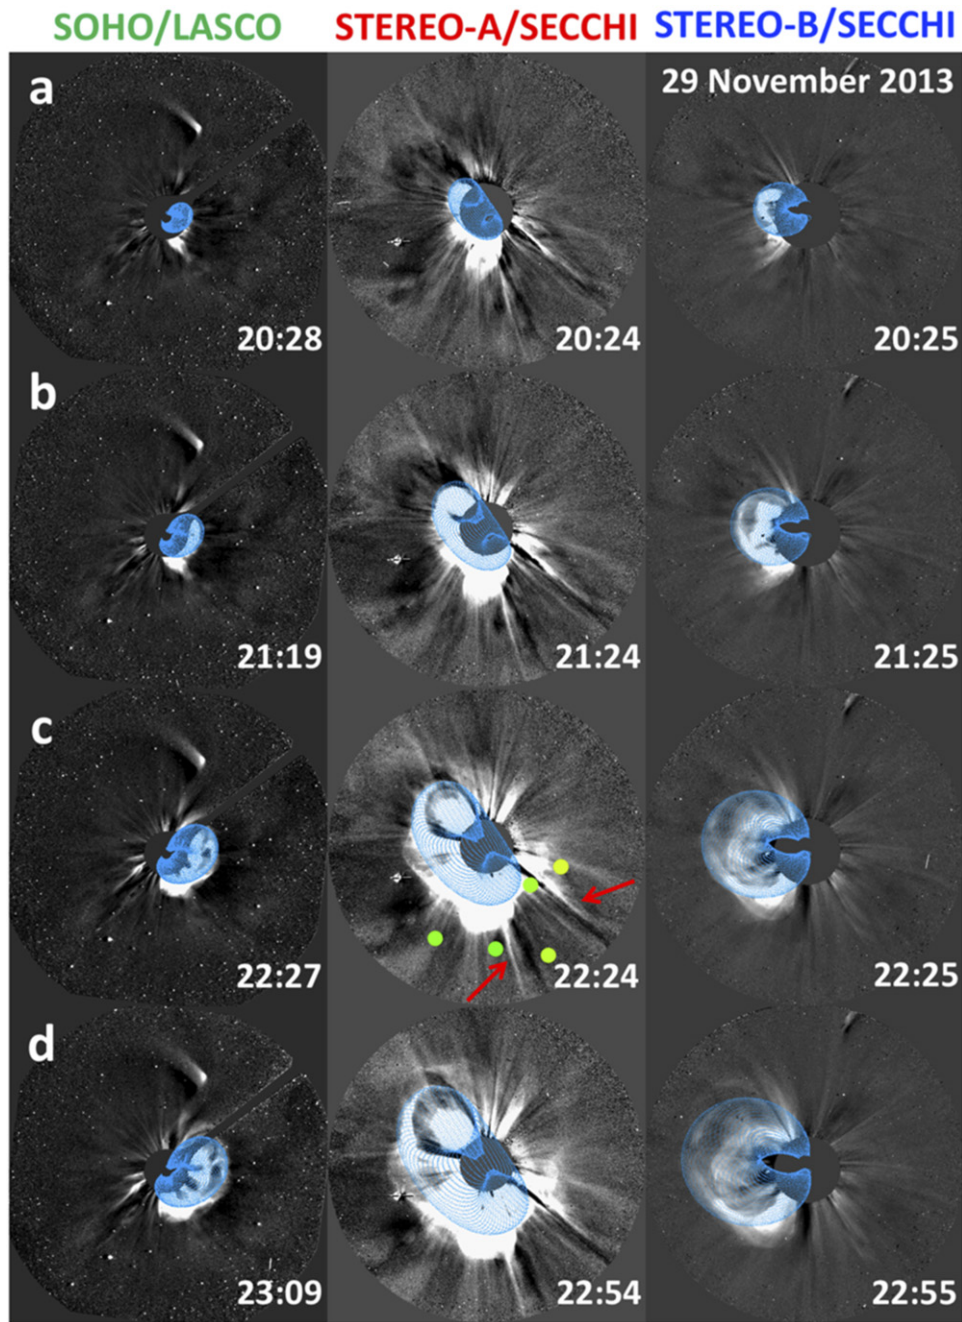 SOHO/LASCO STEREO-A/SECCHI STEREO-B/SECCHI
a 29 November 2013
20:28 20:24 20:25
b
21:19 21:24 21:25
c
22:27 22:24 22:25
d
23:09 22:54 22:55